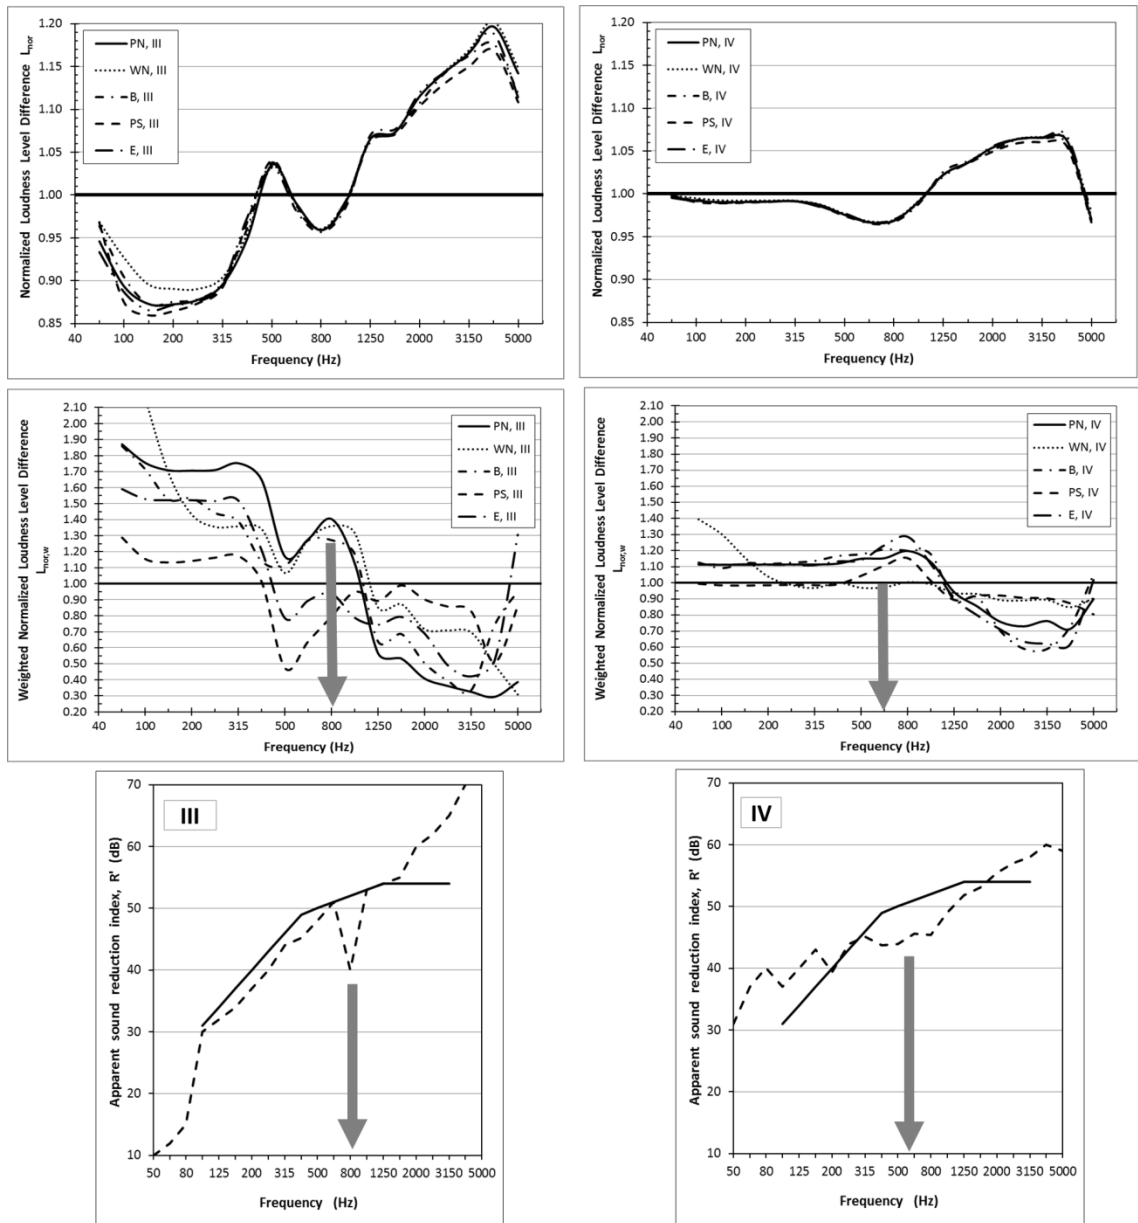 Normalized Loudness Level Difference L_nor
1.20
1.15
1.10
1.05
1.00
0.95
0.90
0.85
PN, III
WN, III
B, III
PS, III
E, III
40 100 200 315 500 800 1250 2000 3150 5000
Frequency (Hz)
Normalized Loudness Level Difference L_nor
1.20
1.15
1.10
1.05
1.00
0.95
0.90
0.85
PN, IV
WN, IV
B, IV
PS, IV
E, IV
40 100 200 315 500 800 1250 2000 3150 5000
Frequency (Hz)
Weighted Normalized Loudness Level Difference
L_nor,w
2.10
2.00
1.90
1.80
1.70
1.60
1.50
1.40
1.30
1.20
1.10
1.00
0.90
0.80
0.70
0.60
0.50
0.40
0.30
0.20
PN, III
WN, III
B, III
PS, III
E, III
40 100 200 315 500 800 1250 2000 3150 5000
Frequency (Hz)
Weighted Normalized Loudness Level Difference
L_nor,w
2.10
2.00
1.90
1.80
1.70
1.60
1.50
1.40
1.30
1.20
1.10
1.00
0.90
0.80
0.70
0.60
0.50
0.40
0.30
0.20
PN, IV
WN, IV
B, IV
PS, IV
E, IV
40 100 200 315 500 800 1250 2000 3150 5000
Frequency (Hz)
Apparent sound reduction index, R' (dB)
70
60
50
40
30
20
10
III
50 80 125 200 315 500 800 1250 2000 3150 5000
Frequency (Hz)
Apparent sound reduction index, R' (dB)
70
60
50
40
30
20
10
IV
50 80 125 200 315 500 800 1250 2000 3150 5000
Frequency (Hz)